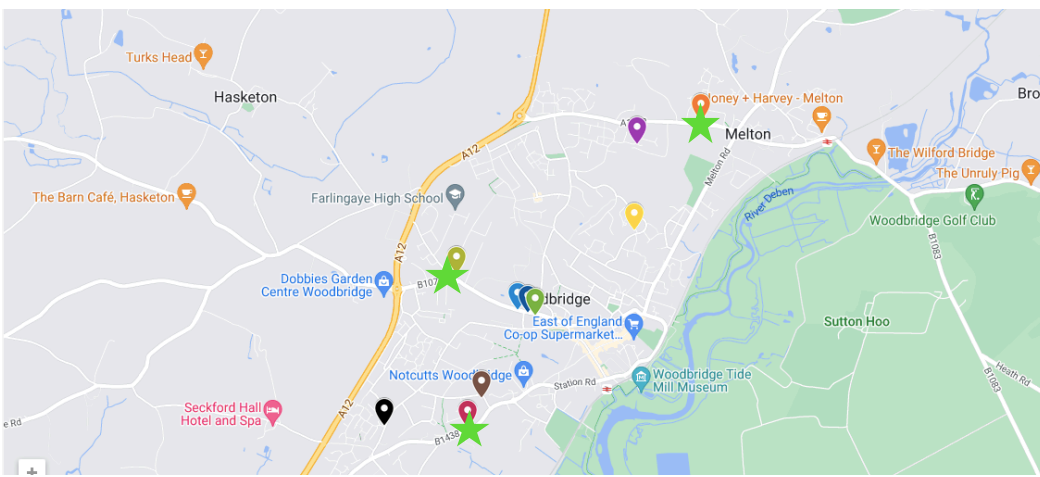 Turks Head
Hasketon
Honey + Harvey - Melton
Bro
Melton
A12
Melton Rd
The Wilford Bridge
The Unruly Pig
The Barn Café, Hasketon
Farlingaye High School
River Deben
Woodbridge Golf Club
A12
B1083
Dobbies Garden
Centre Woodbridge
B107
dbridge
East of England
Co-op Supermarket...
Sutton Hoo
Notcutts Woodbridge
Station Rd
Woodbridge Tide
Mill Museum
Heath Rd
B1083
Seckford Hall
Hotel and Spa
A12
B1438
e Rd
+